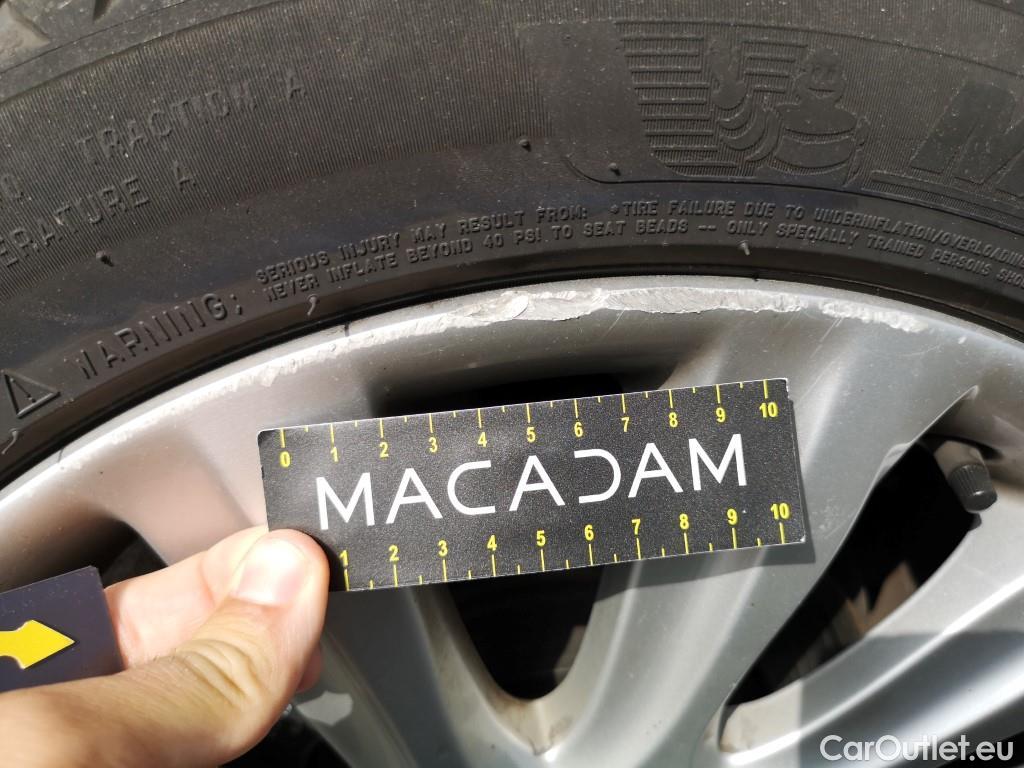 TRACTION A
ERATURE A
WARNING: SERIOUS INJURY MAY RESULT FROM: •TIRE FAILURE DUE TO UNDERINFLATION/OVERLOADING
NEVER INFLATE BEYOND 40 PSI TO SEAT BEADS -- ONLY SPECIALLY TRAINED PERSONS SHO
0 1 2 3 4 5 6 7 8 9 10
MACADAM
1 2 3 4 5 6 7 8 9 10
CarOutlet.eu